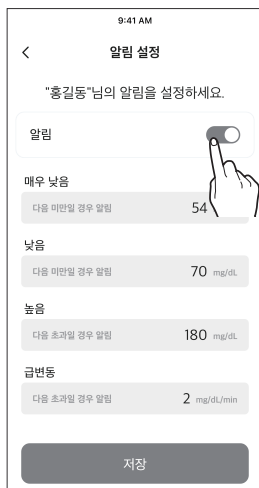 9:41 AM
알림 설정
"홍길동"님의 알림을 설정하세요.
알림
매우 낮음
다음 미만일 경우 알림 54
낮음
다음 미만일 경우 알림 70 mg/dL
높음
다음 초과일 경우 알림 180 mg/dL
급변동
다음 초과일 경우 알림 2 mg/dL/min
저장